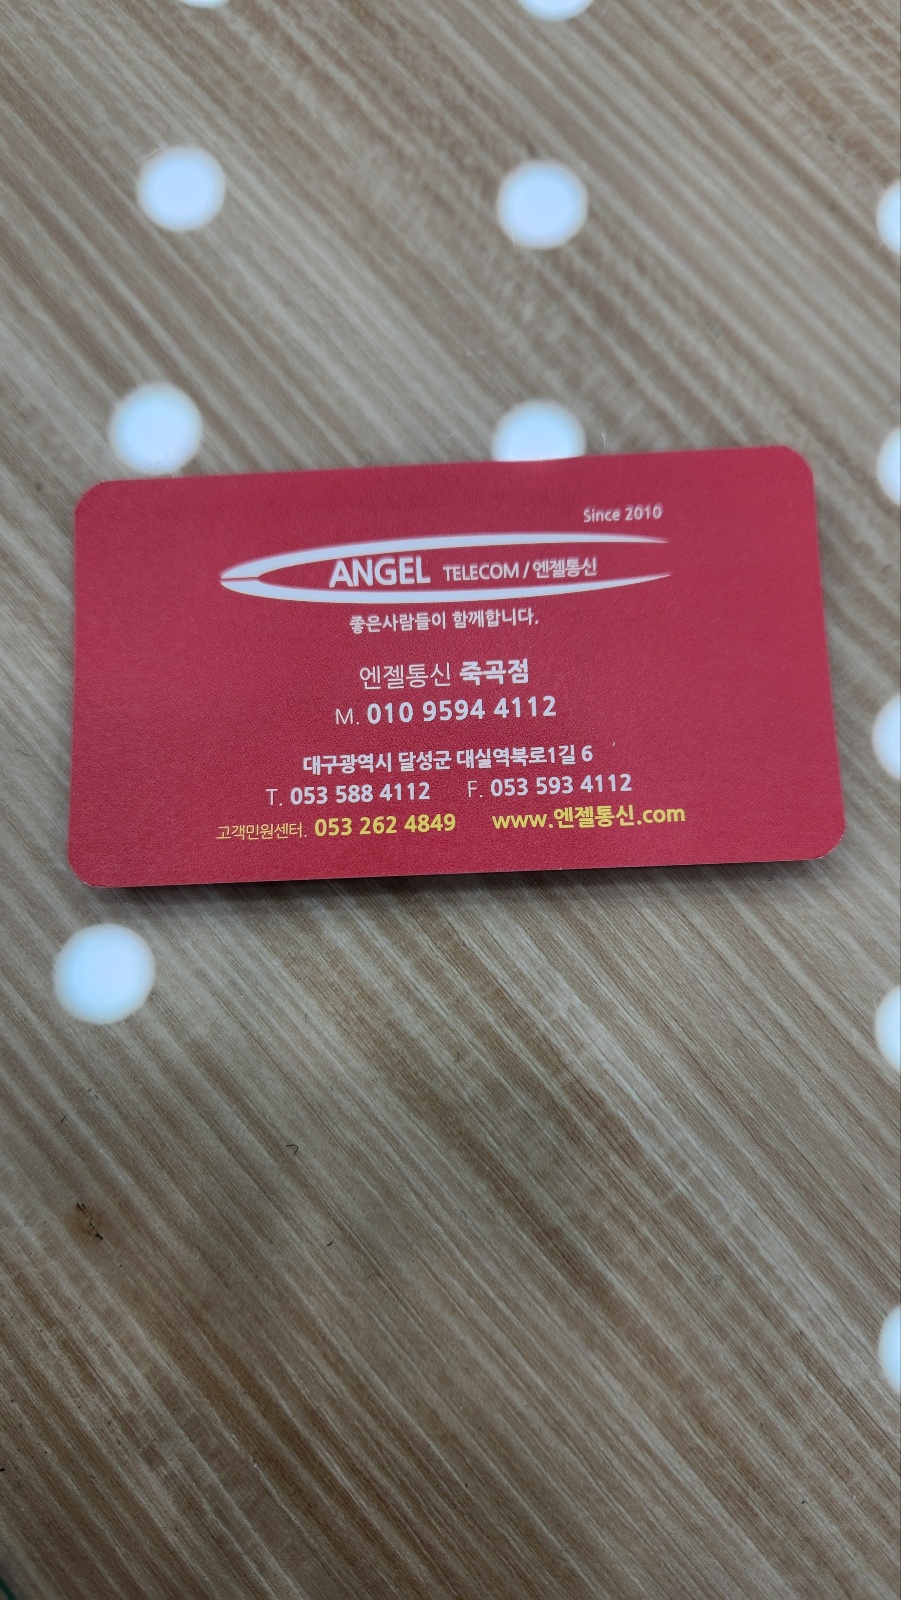 Since 2010
ANGEL TELECOM / 엔젤통신
좋은사람들이 함께합니다.
엔젤통신 죽곡점
M. 010 9594 4112
대구광역시 달성군 대실역북로1길 6
T. 053 588 4112 F. 053 593 4112
고객민원센터. 053 262 4849 www.엔젤통신.com